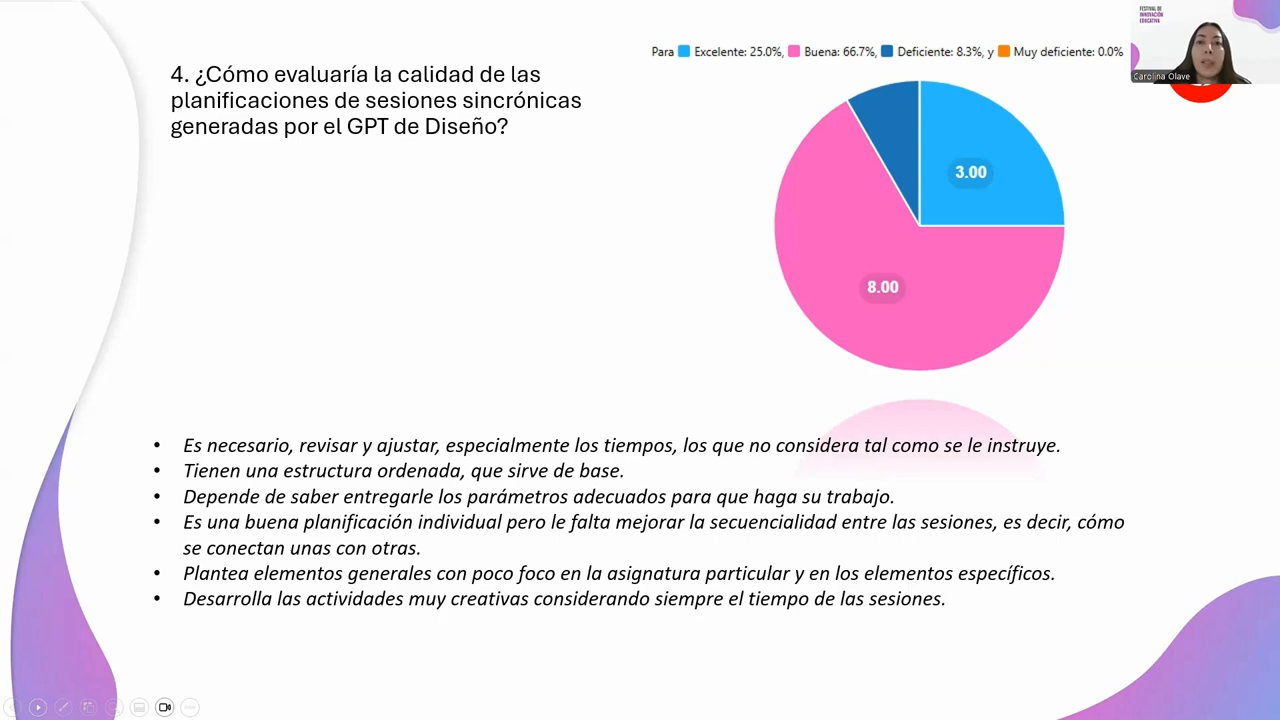 4. ¿Cómo evaluaría la calidad de las
planificaciones de sesiones sincrónicas
generadas por el GPT de Diseño?
Para Excelente: 25.0%, Buena: 66.7%, Deficiente: 8.3%, y Muy deficiente: 0.0%
FESTIVAL DE
INNOVACIÓN
EDUCATIVA
Carolina Olave
3.00
8.00
• Es necesario, revisar y ajustar, especialmente los tiempos, los que no considera tal como se le instruye.
• Tienen una estructura ordenada, que sirve de base.
• Depende de saber entregarle los parámetros adecuados para que haga su trabajo.
• Es una buena planificación individual pero le falta mejorar la secuencialidad entre las sesiones, es decir, cómo
se conectan unas con otras.
• Plantea elementos generales con poco foco en la asignatura particular y en los elementos específicos.
• Desarrolla las actividades muy creativas considerando siempre el tiempo de las sesiones.